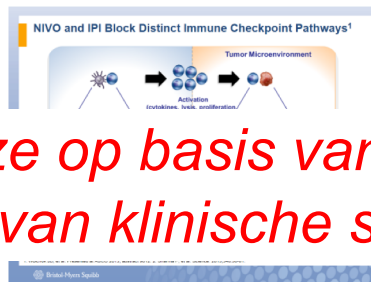 NIVO and IPI Block Distinct Immune Checkpoint Pathways1
Tumor Microenvironment
Activation
(cytokines, lysis, proliferation,
ze op basis van
van klinische s
Bristol-Myers Squibb